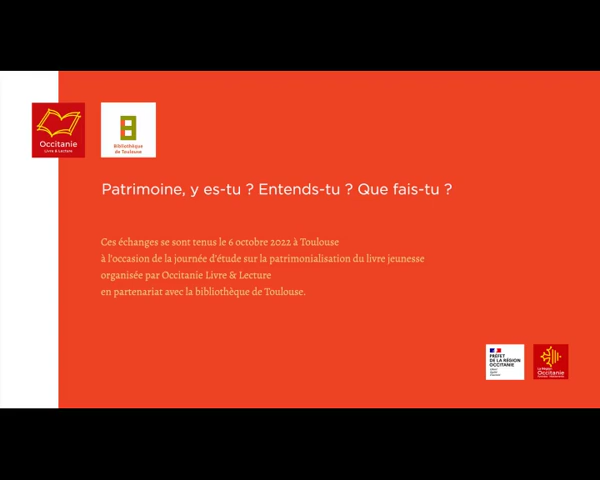 Occitanie
Livre & Lecture
Bibliothèque
de Toulouse
Patrimoine, y es-tu ? Entends-tu ? Que fais-tu ?
Ces échanges se sont tenus le 6 octobre 2022 à Toulouse
à l'occasion de la journée d'étude sur la patrimonialisation du livre jeunesse
organisée par Occitanie Livre & Lecture
en partenariat avec la bibliothèque de Toulouse.
PRÉFET
DE LA RÉGION
OCCITANIE
La Région
Occitanie